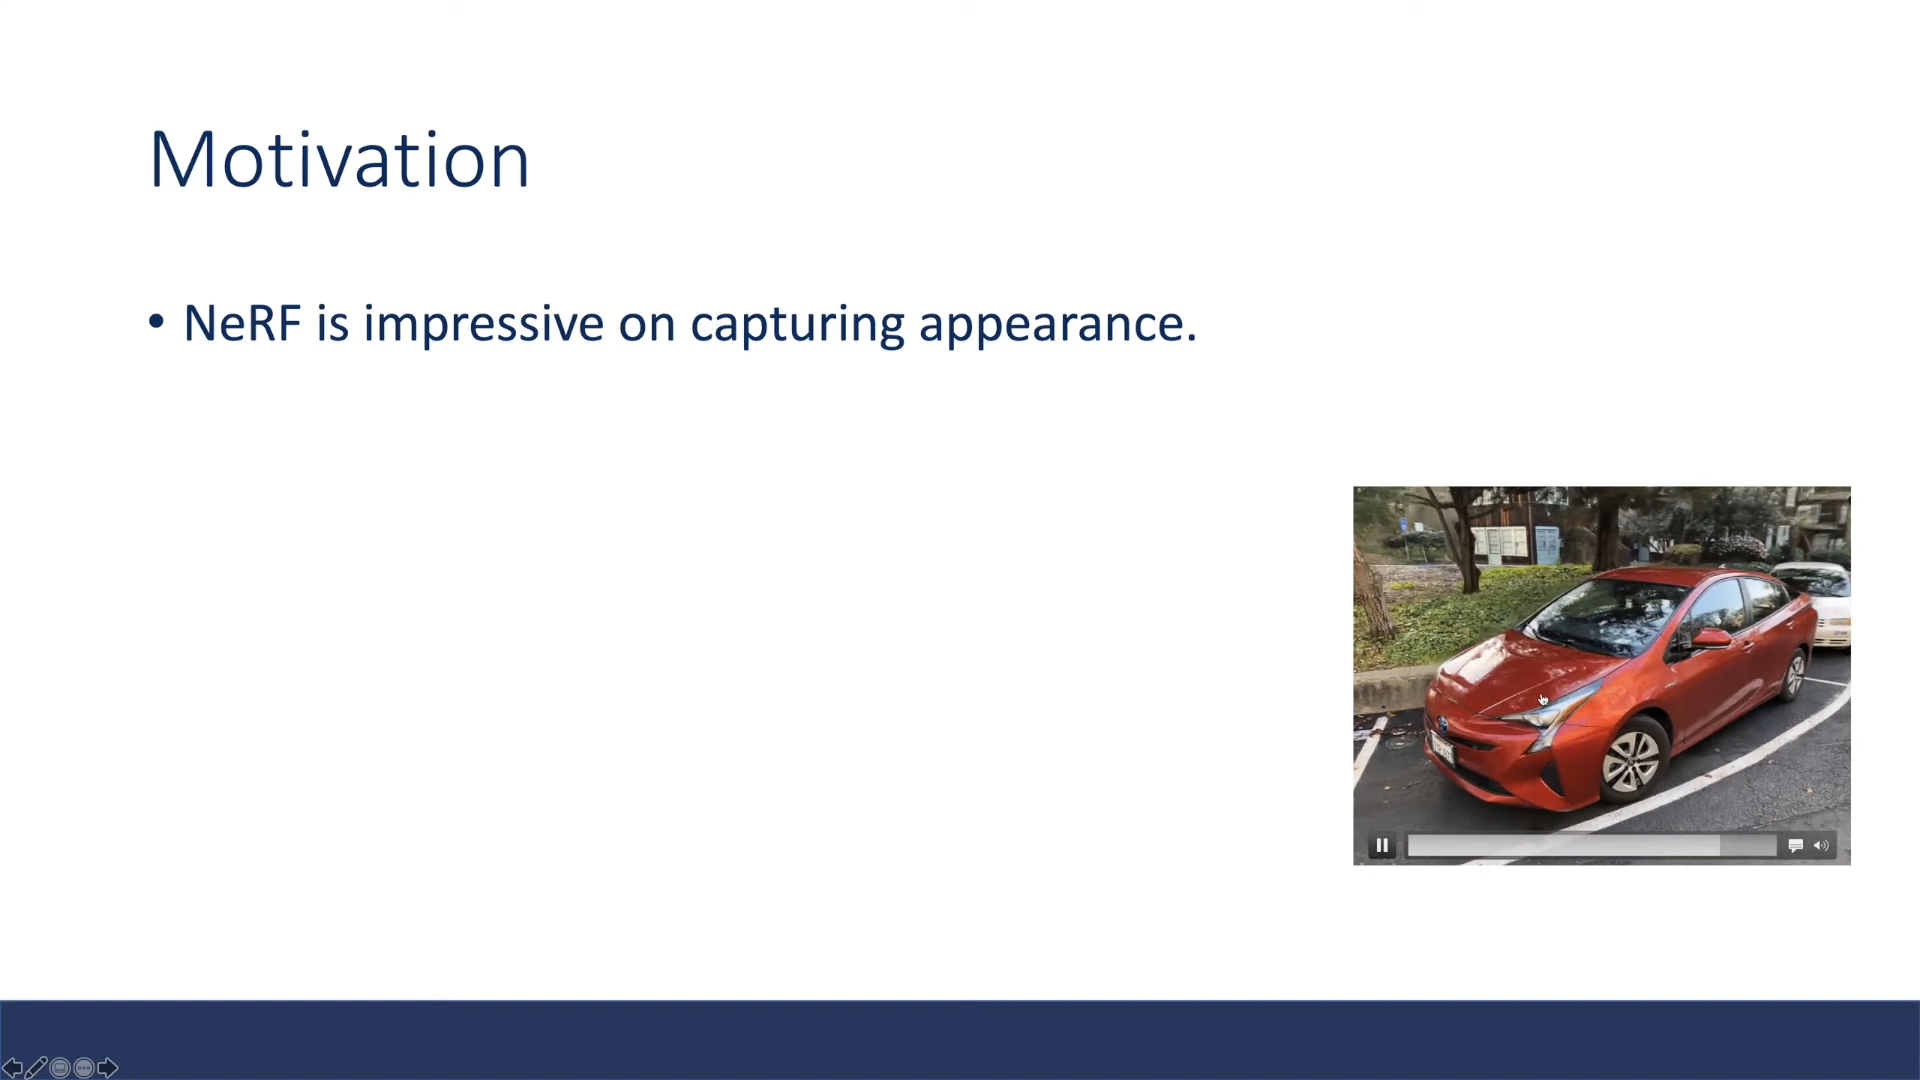 Motivation
• NeRF is impressive on capturing appearance.